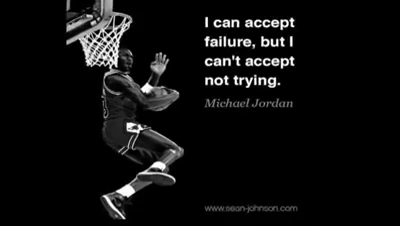 I can accept
failure, but I
can't accept
not trying.
Michael Jordan
www.sean-johnson.com